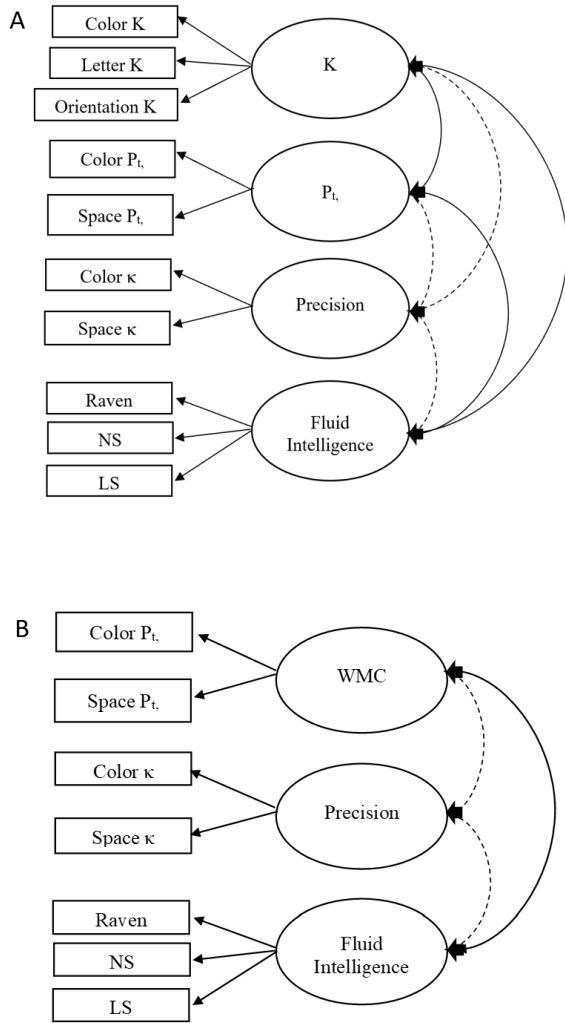 A
Color K
Letter K
Orientation K
K
Color Pt,
Space Pt,
Pt,
Color κ
Space κ
Precision
Raven
NS
LS
Fluid
Intelligence
B
Color Pt,
Space Pt,
WMC
Color κ
Space κ
Precision
Raven
NS
LS
Fluid
Intelligence